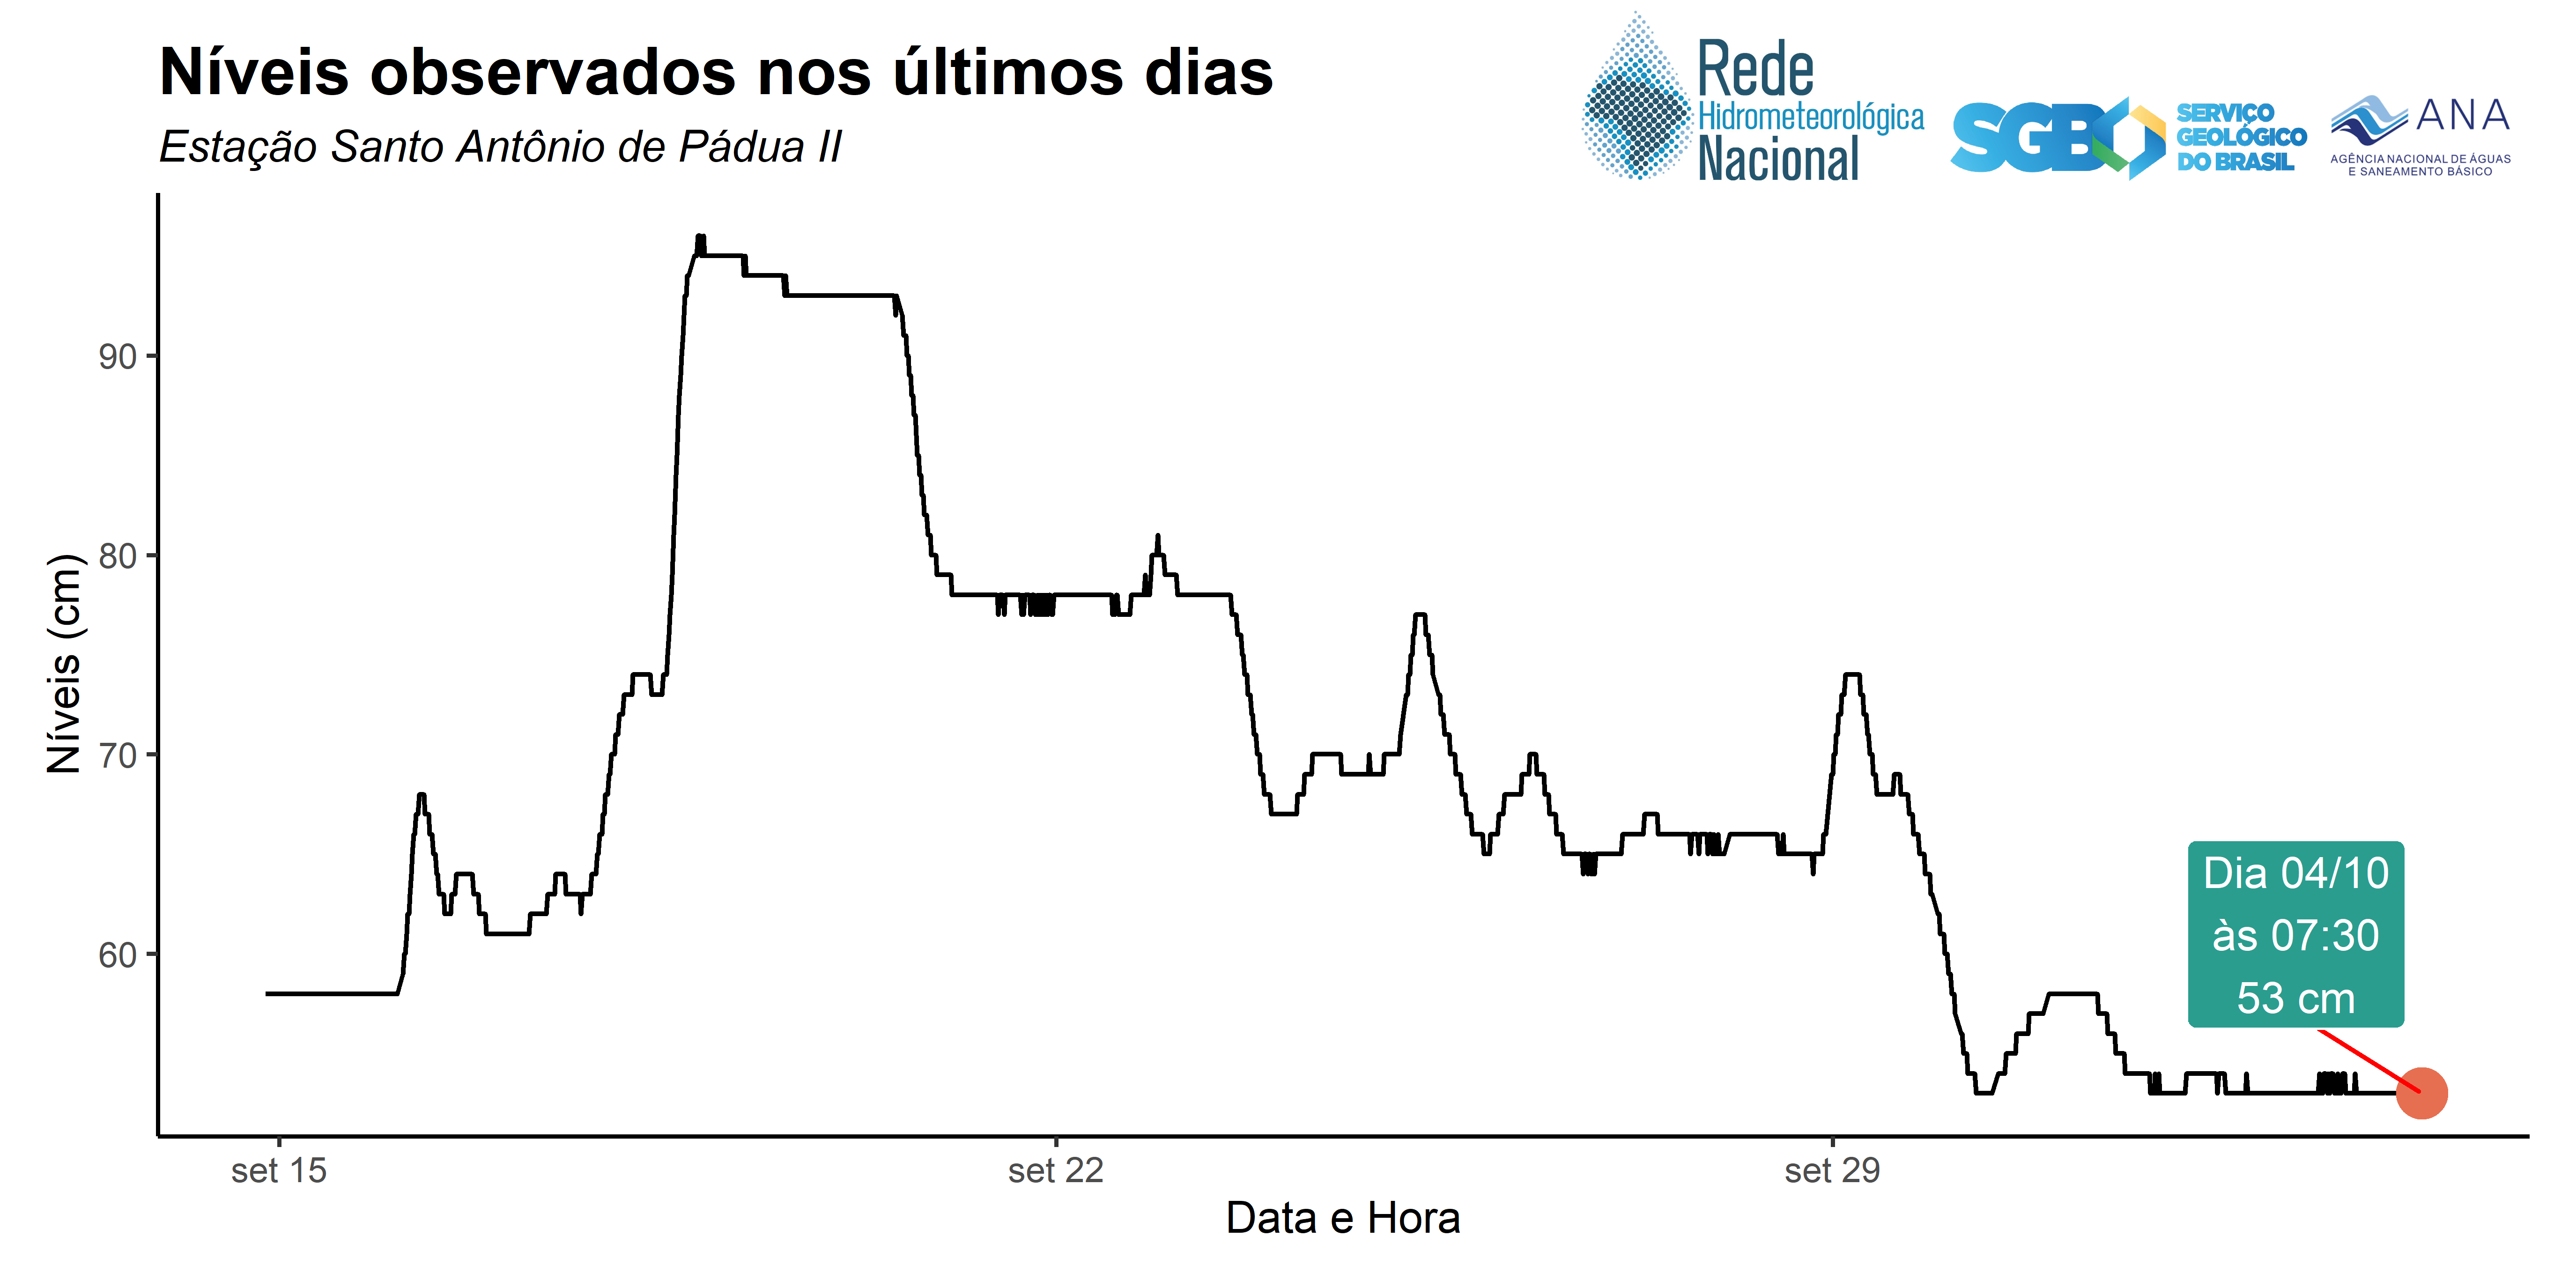 Níveis observados nos últimos dias
Estação Santo Antônio de Pádua II
Rede
Hidrometeorológica
Nacional
SGB
SERVIÇO
GEOLÓGICO
DO BRASIL
ANA
AGÊNCIA NACIONAL DE ÁGUAS
E SANEAMENTO BÁSICO
Níveis (cm)
90
80
70
60
Dia 04/10
às 07:30
53 cm
set 15
set 22
set 29
Data e Hora